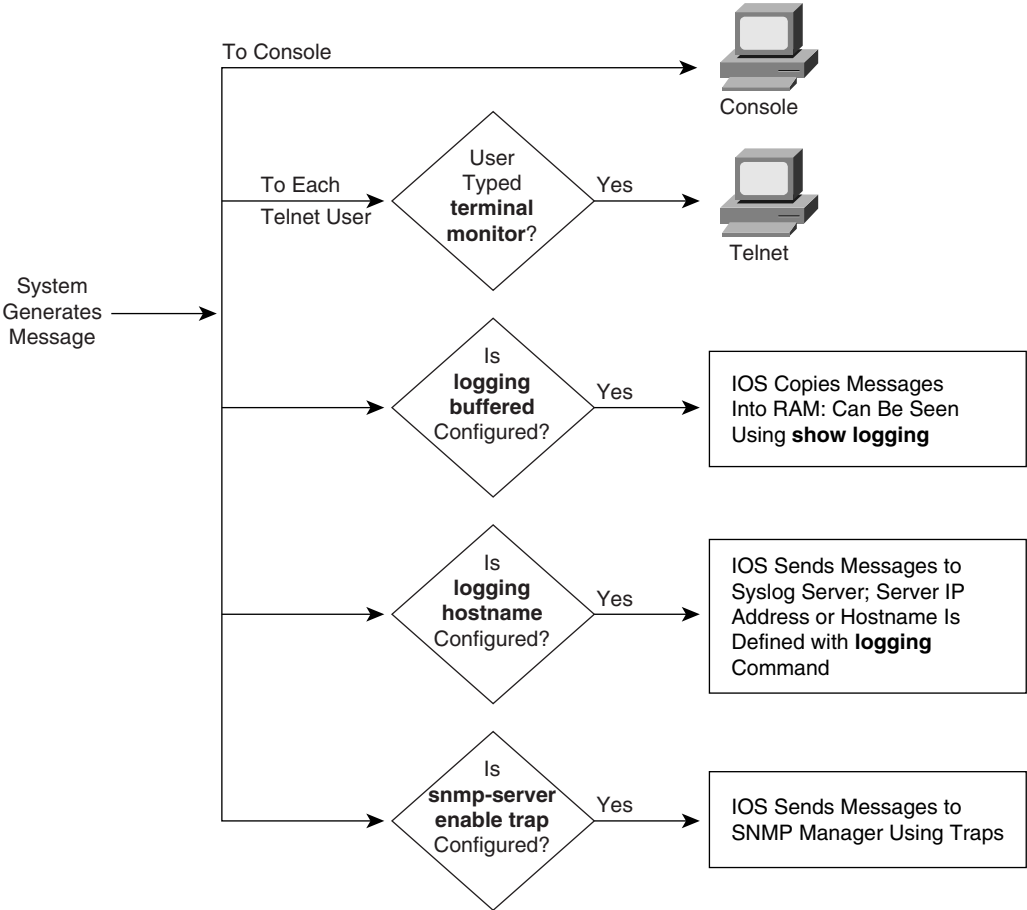 To Console
Console
To Each
Telnet User
User
Typed
terminal
monitor?
Yes
Telnet
System
Generates
Message
Is
logging
buffered
Configured?
Yes
IOS Copies Messages
Into RAM: Can Be Seen
Using show logging
Is
logging
hostname
Configured?
Yes
IOS Sends Messages to
Syslog Server; Server IP
Address or Hostname Is
Defined with logging
Command
Is
snmp-server
enable trap
Configured?
Yes
IOS Sends Messages to
SNMP Manager Using Traps